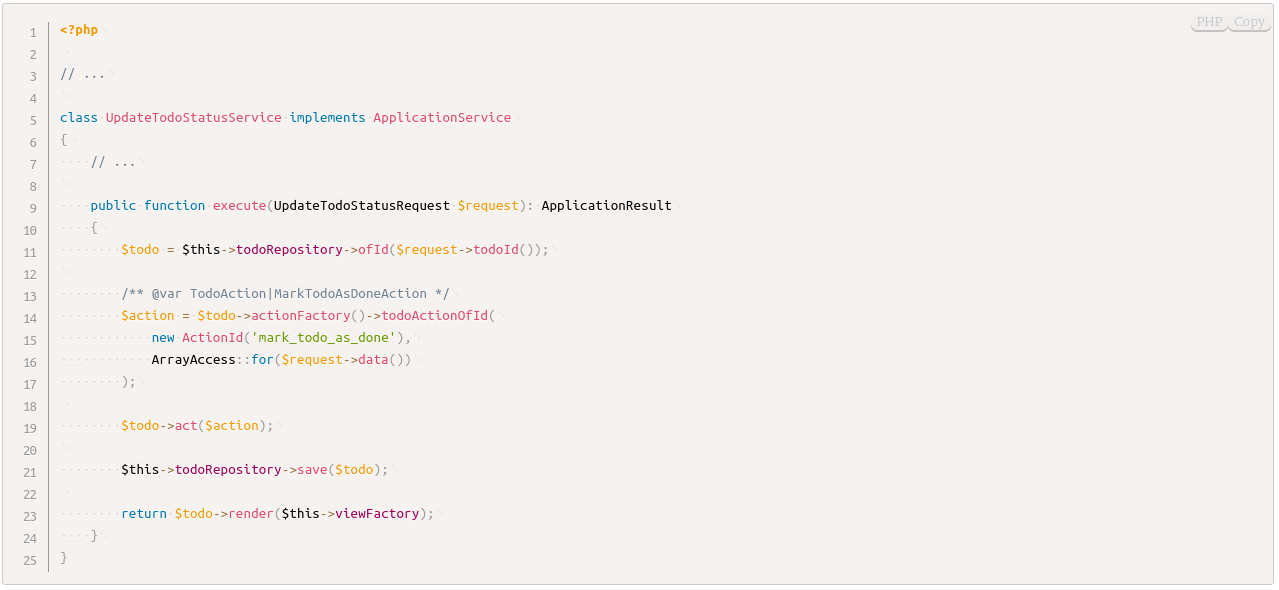 PHP Copy
1 <?php
2
3 // ...
4
5 class UpdateTodoStatusService implements ApplicationService
6 {
7     // ...
8
9     public function execute(UpdateTodoStatusRequest $request): ApplicationResult
10     {
11         $todo = $this->todoRepository->ofId($request->todoId());
12
13         /** @var TodoAction|MarkTodoAsDoneAction */
14         $action = $todo->actionFactory()->todoActionOfId(
15             new ActionId('mark_todo_as_done'),
16             ArrayAccess::for($request->data())
17         );
18
19         $todo->act($action);
20
21         $this->todoRepository->save($todo);
22
23         return $todo->render($this->viewFactory);
24     }
25 }